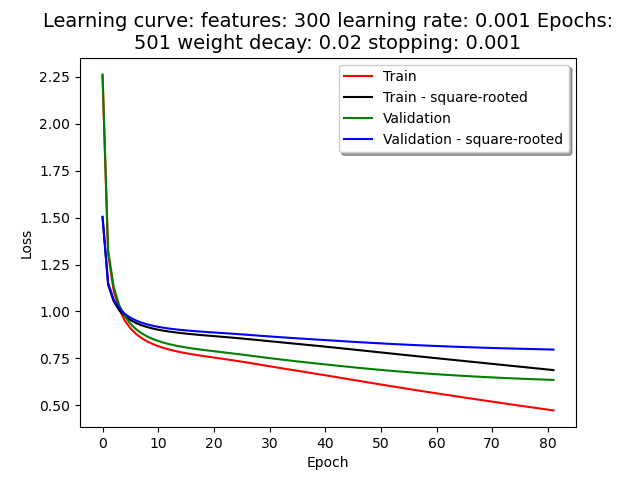 Learning curve: features: 300 learning rate: 0.001 Epochs:
501 weight decay: 0.02 stopping: 0.001
Train
Train - square-rooted
Validation
Validation - square-rooted
Loss
2.25
2.00
1.75
1.50
1.25
1.00
0.75
0.50
0 10 20 30 40 50 60 70 80
Epoch